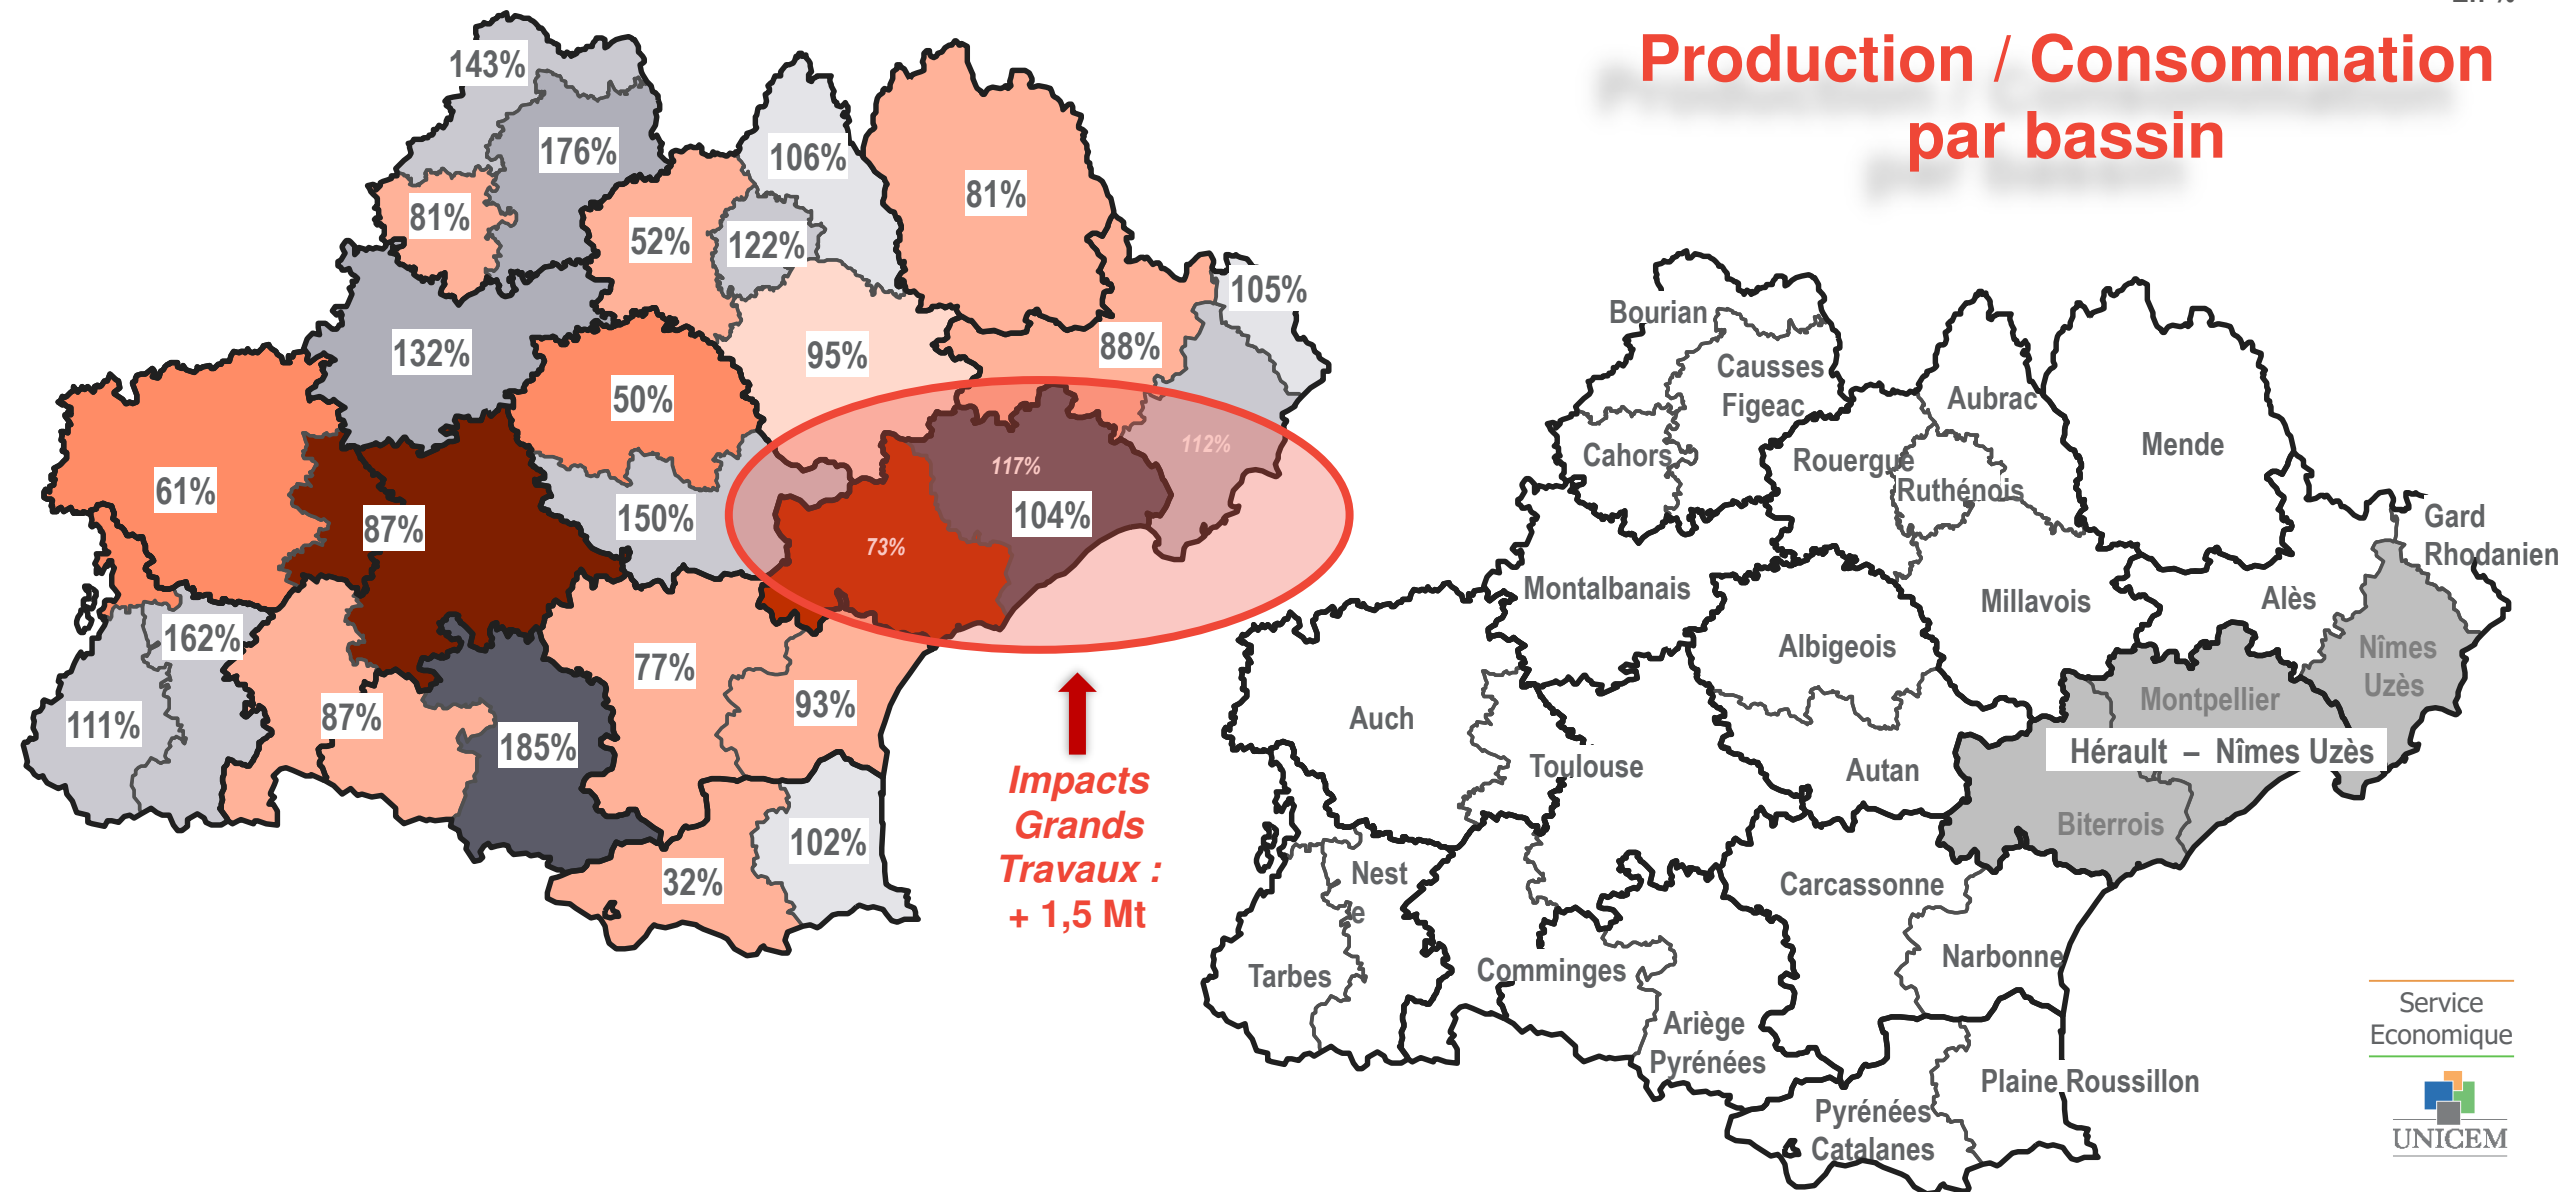 Production / Consommation
par bassin
143%
176%
106%
81%
81%
52%
122%
105%
132%
95%
88%
50%
112%
117%
61%
87%
150%
104%
73%
162%
77%
111%
87%
93%
185%
102%
32%
Impacts
Grands
Travaux :
+ 1,5 Mt
Bourian
Causses
Figeac
Aubrac
Mende
Cahors
Rouergue
Ruthénois
Gard
Rhodanien
Montalbanais
Millavois
Alès
Albigeois
Nîmes
Uzès
Montpellier
Auch
Toulouse
Autan
Hérault – Nîmes Uzès
Biterrois
Nest
e
Carcassonne
Tarbes
Comminges
Narbonne
Ariège
Pyrénées
Plaine Roussillon
Pyrénées
Catalanes
Service
Economique
UNICEM